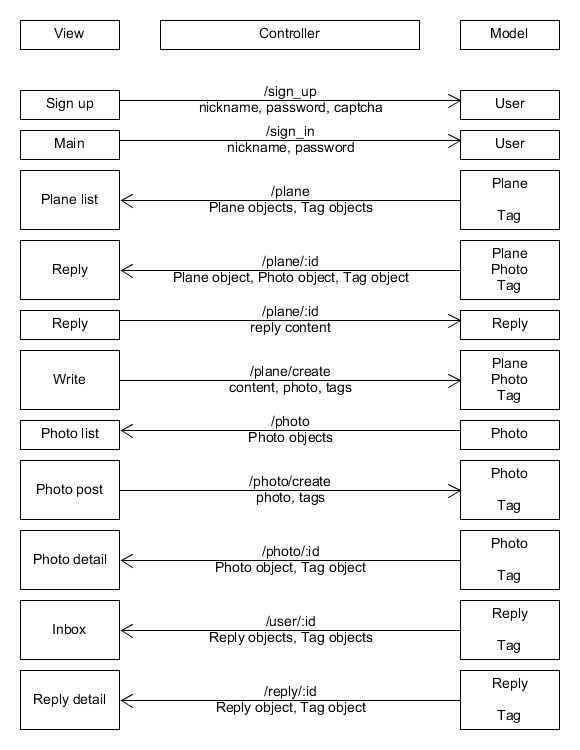 View Controller Model
/sign_up
Sign up nickname, password, captcha User
/sign_in
Main nickname, password User
Plane list /plane Plane
Plane objects, Tag objects
Tag
Plane
Reply /plane/:id Photo
Plane object, Photo object, Tag object
Tag
/plane/:id
Reply reply content Reply
Plane
Write /plane/create Photo
content, photo, tags
Tag
/photo
Photo list Photo objects Photo
Photo
Photo post /photo/create
photo, tags
Tag
Photo
Photo detail /photo/:id
Photo object, Tag object
Tag
Reply
Inbox /user/:id
Reply objects, Tag objects
Tag
Reply
Reply detail /reply/:id
Reply object, Tag object
Tag